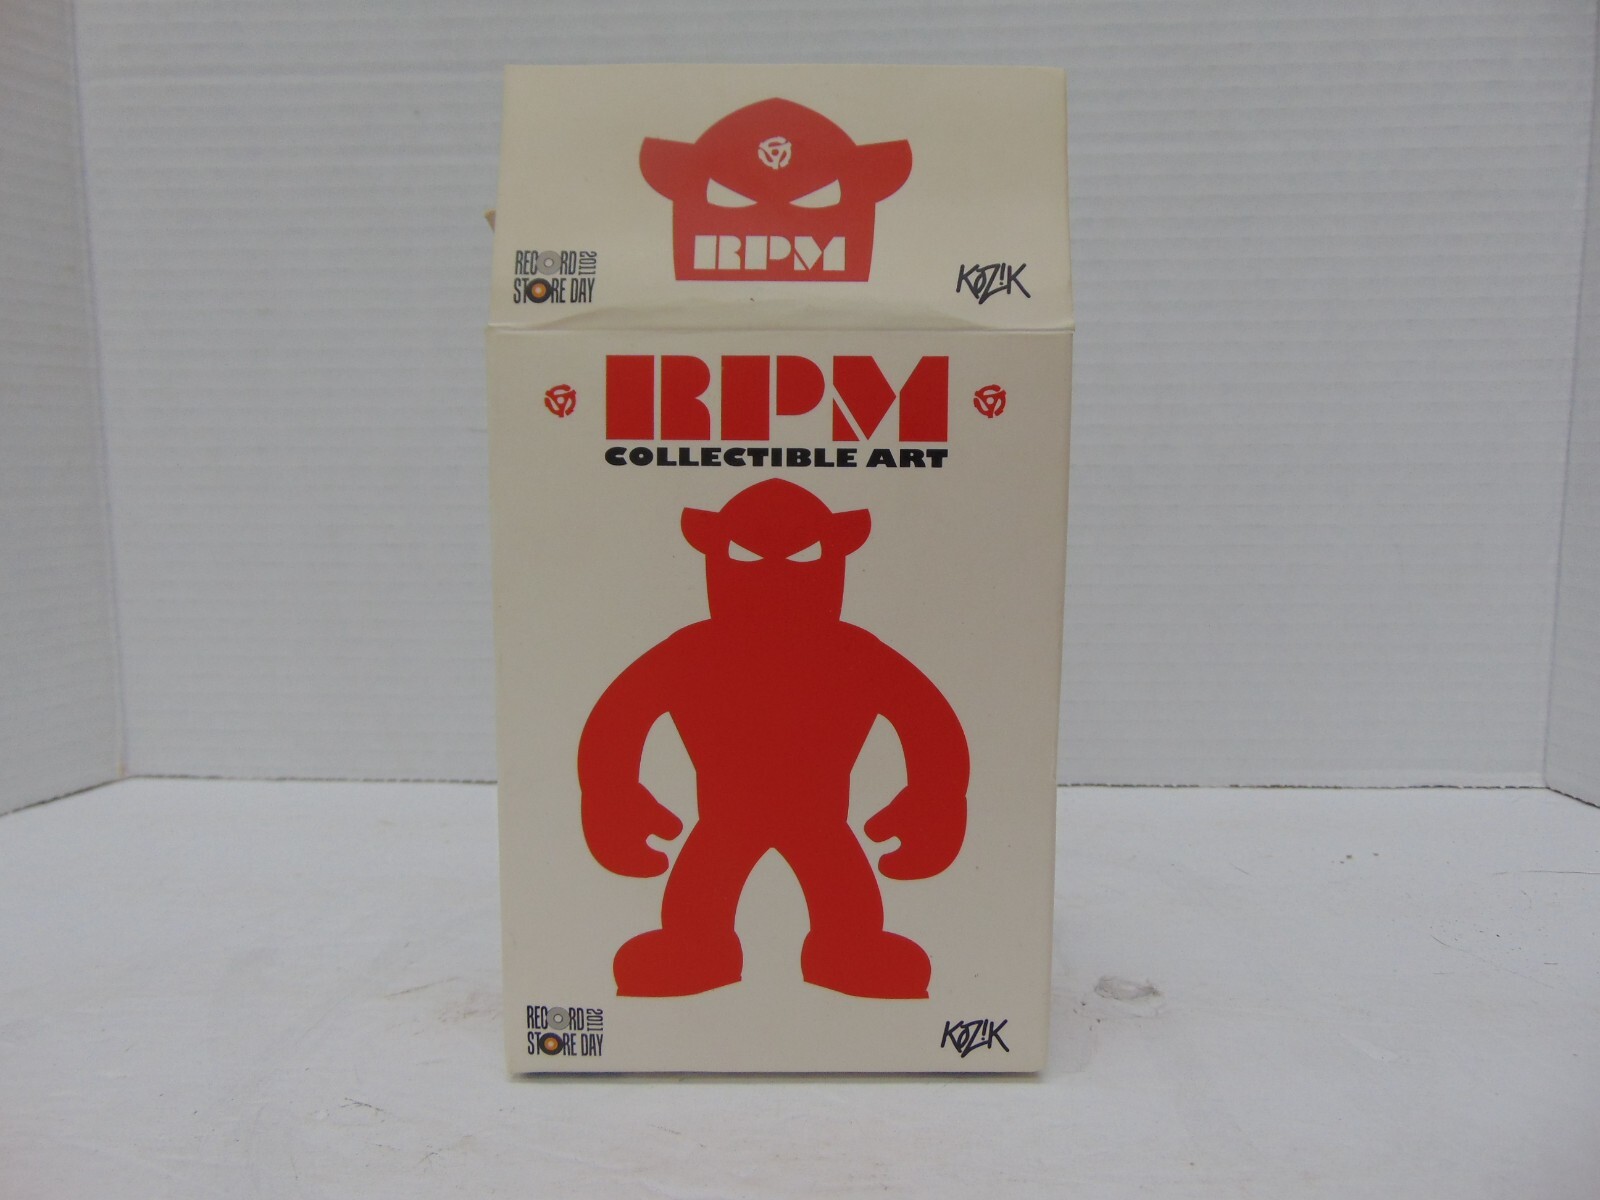 RPM
RECORD 2011
STORE DAY
KOZIK
RPM
COLLECTIBLE ART
RECORD 2011
STORE DAY
KOZIK